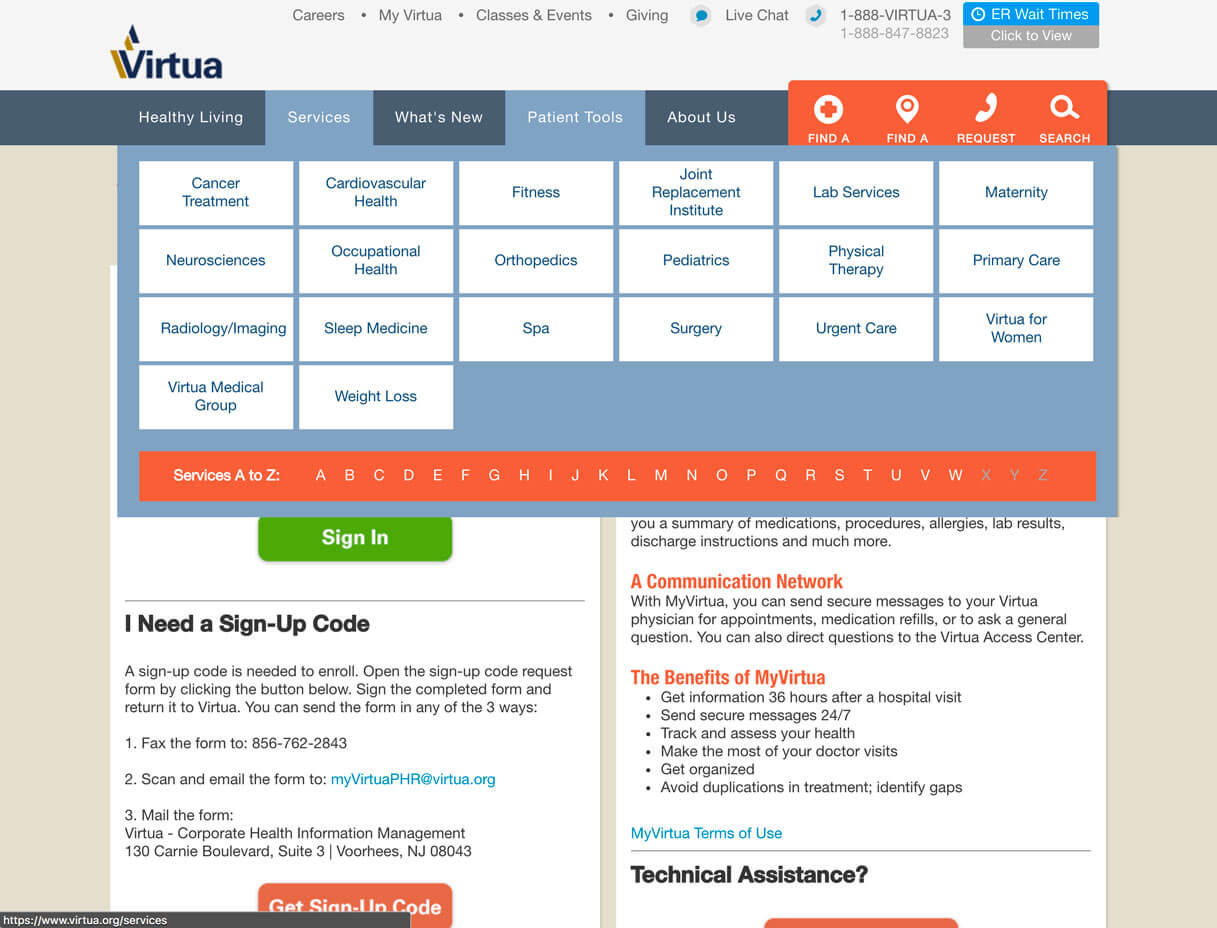 Careers • My Virtua • Classes & Events • Giving Live Chat 1-888-VIRTUA-3
1-888-847-8823
ER Wait Times
Click to View
Virtua
Healthy Living Services What's New Patient Tools About Us
FIND A FIND A REQUEST SEARCH
Cancer
Treatment
Cardiovascular
Health
Fitness
Joint
Replacement
Institute
Lab Services
Maternity
Neurosciences
Occupational
Health
Orthopedics
Pediatrics
Physical
Therapy
Primary Care
Radiology/Imaging
Sleep Medicine
Spa
Surgery
Urgent Care
Virtua for
Women
Virtua Medical
Group
Weight Loss
Services A to Z: A B C D E F G H I J K L M N O P Q R S T U V W X Y Z
Sign In
I Need a Sign-Up Code
A sign-up code is needed to enroll. Open the sign-up code request
form by clicking the button below. Sign the completed form and
return it to Virtua. You can send the form in any of the 3 ways:
1. Fax the form to: 856-762-2843
2. Scan and email the form to: myVirtuaPHR@virtua.org
3. Mail the form:
Virtua - Corporate Health Information Management
130 Carnie Boulevard, Suite 3 | Voorhees, NJ 08043
Get Sign-Up Code
you a summary of medications, procedures, allergies, lab results,
discharge instructions and much more.
A Communication Network
With MyVirtua, you can send secure messages to your Virtua
physician for appointments, medication refills, or to ask a general
question. You can also direct questions to the Virtua Access Center.
The Benefits of MyVirtua
• Get information 36 hours after a hospital visit
• Send secure messages 24/7
• Track and assess your health
• Make the most of your doctor visits
• Get organized
• Avoid duplications in treatment; identify gaps
MyVirtua Terms of Use
Technical Assistance?
https://www.virtua.org/services